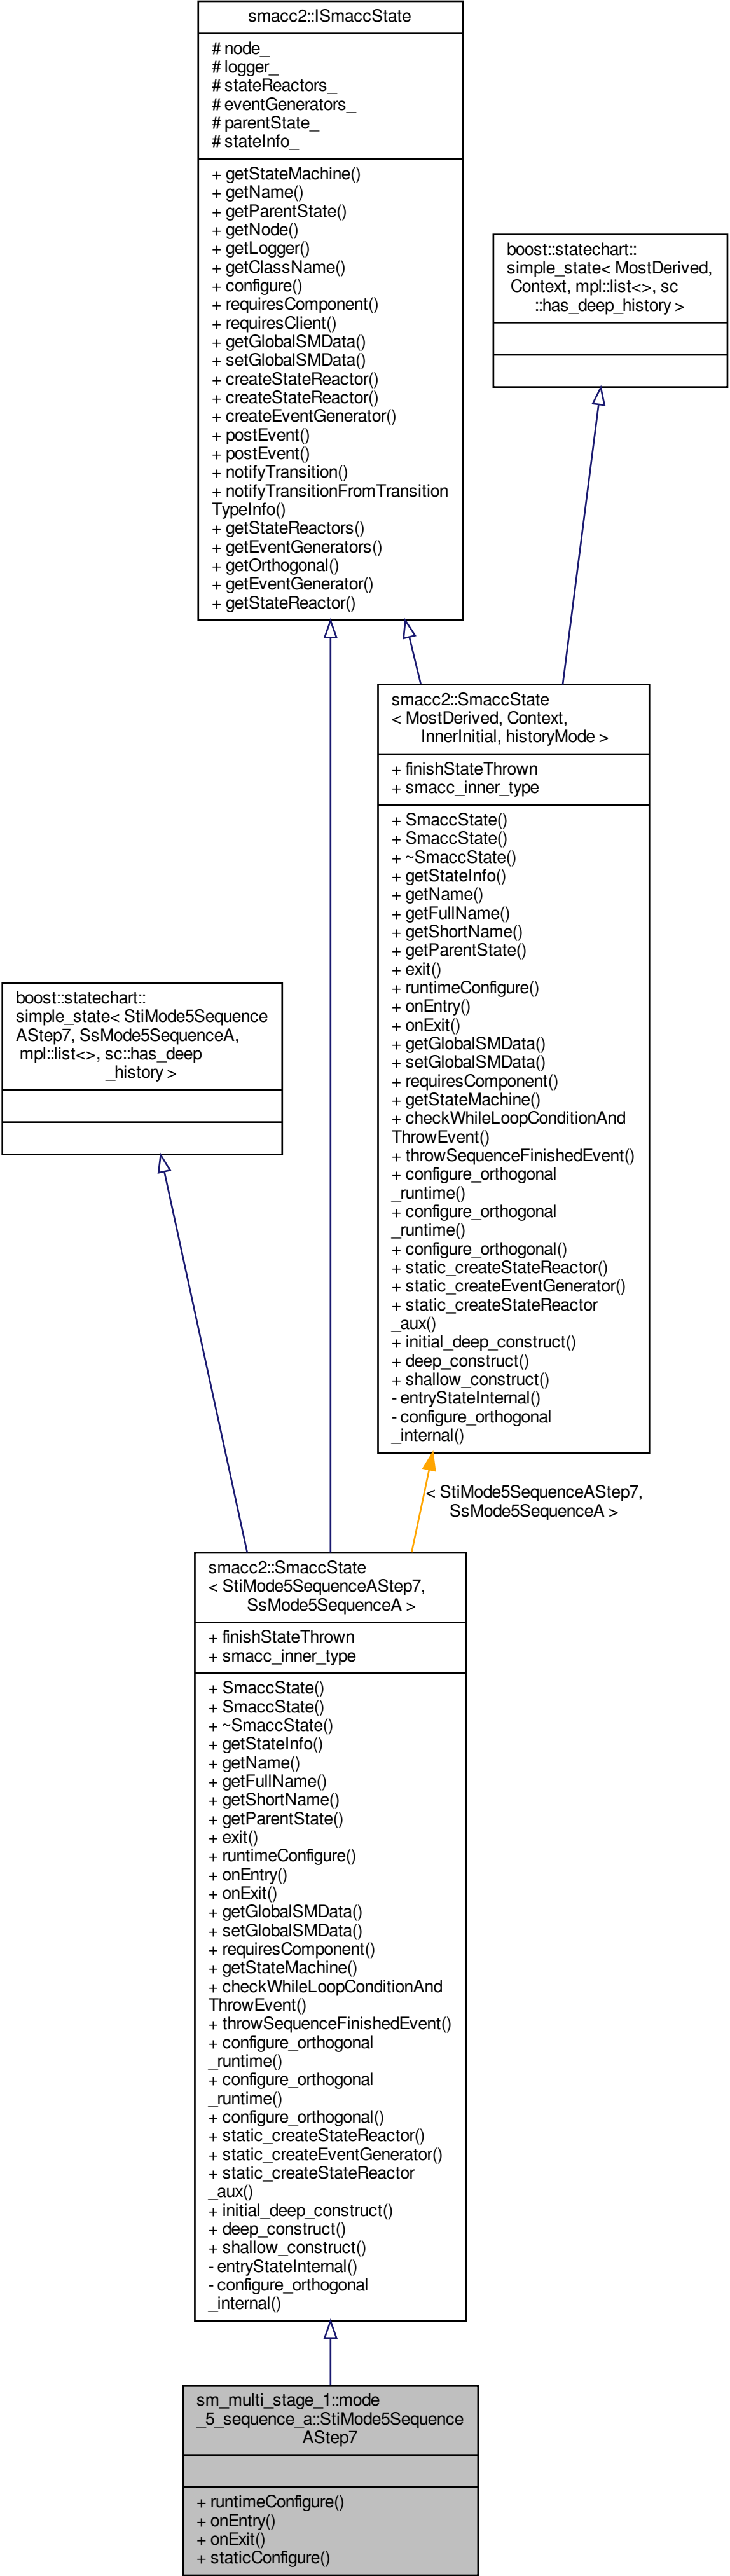 smacc2::ISmaccState
# node_
# logger_
# stateReactors_
# eventGenerators_
# parentState_
# stateInfo_
+ getStateMachine()
+ getName()
+ getParentState()
+ getNode()
+ getLogger()
+ getClassName()
+ configure()
+ requiresComponent()
+ requiresClient()
+ getGlobalSMData()
+ setGlobalSMData()
+ createStateReactor()
+ createStateReactor()
+ createEventGenerator()
+ postEvent()
+ postEvent()
+ notifyTransition()
+ notifyTransitionFromTransition
TypeInfo()
+ getStateReactors()
+ getEventGenerators()
+ getOrthogonal()
+ getEventGenerator()
+ getStateReactor()
boost::statechart::
simple_state< MostDerived,
Context, mpl::list<>, sc
::has_deep_history >
smacc2::SmaccState
< MostDerived, Context,
InnerInitial, historyMode >
+ finishStateThrown
+ smacc_inner_type
+ SmaccState()
+ SmaccState()
+ ~SmaccState()
+ getStateInfo()
+ getName()
+ getFullName()
+ getShortName()
+ getParentState()
+ exit()
+ runtimeConfigure()
+ onEntry()
+ onExit()
+ getGlobalSMData()
+ setGlobalSMData()
+ requiresComponent()
+ getStateMachine()
+ checkWhileLoopConditionAnd
ThrowEvent()
+ throwSequenceFinishedEvent()
+ configure_orthogonal
_runtime()
+ configure_orthogonal
_runtime()
+ configure_orthogonal()
+ static_createStateReactor()
+ static_createEventGenerator()
+ static_createStateReactor
_aux()
+ initial_deep_construct()
+ deep_construct()
+ shallow_construct()
- entryStateInternal()
- configure_orthogonal
_internal()
boost::statechart::
simple_state< StiMode5Sequence
AStep7, SsMode5SequenceA,
mpl::list<>, sc::has_deep
_history >
< StiMode5SequenceAStep7,
SsMode5SequenceA >
smacc2::SmaccState
< StiMode5SequenceAStep7,
SsMode5SequenceA >
+ finishStateThrown
+ smacc_inner_type
+ SmaccState()
+ SmaccState()
+ ~SmaccState()
+ getStateInfo()
+ getName()
+ getFullName()
+ getShortName()
+ getParentState()
+ exit()
+ runtimeConfigure()
+ onEntry()
+ onExit()
+ getGlobalSMData()
+ setGlobalSMData()
+ requiresComponent()
+ getStateMachine()
+ checkWhileLoopConditionAnd
ThrowEvent()
+ throwSequenceFinishedEvent()
+ configure_orthogonal
_runtime()
+ configure_orthogonal
_runtime()
+ configure_orthogonal()
+ static_createStateReactor()
+ static_createEventGenerator()
+ static_createStateReactor
_aux()
+ initial_deep_construct()
+ deep_construct()
+ shallow_construct()
- entryStateInternal()
- configure_orthogonal
_internal()
sm_multi_stage_1::mode
_5_sequence_a::StiMode5Sequence
AStep7
+ runtimeConfigure()
+ onEntry()
+ onExit()
+ staticConfigure()